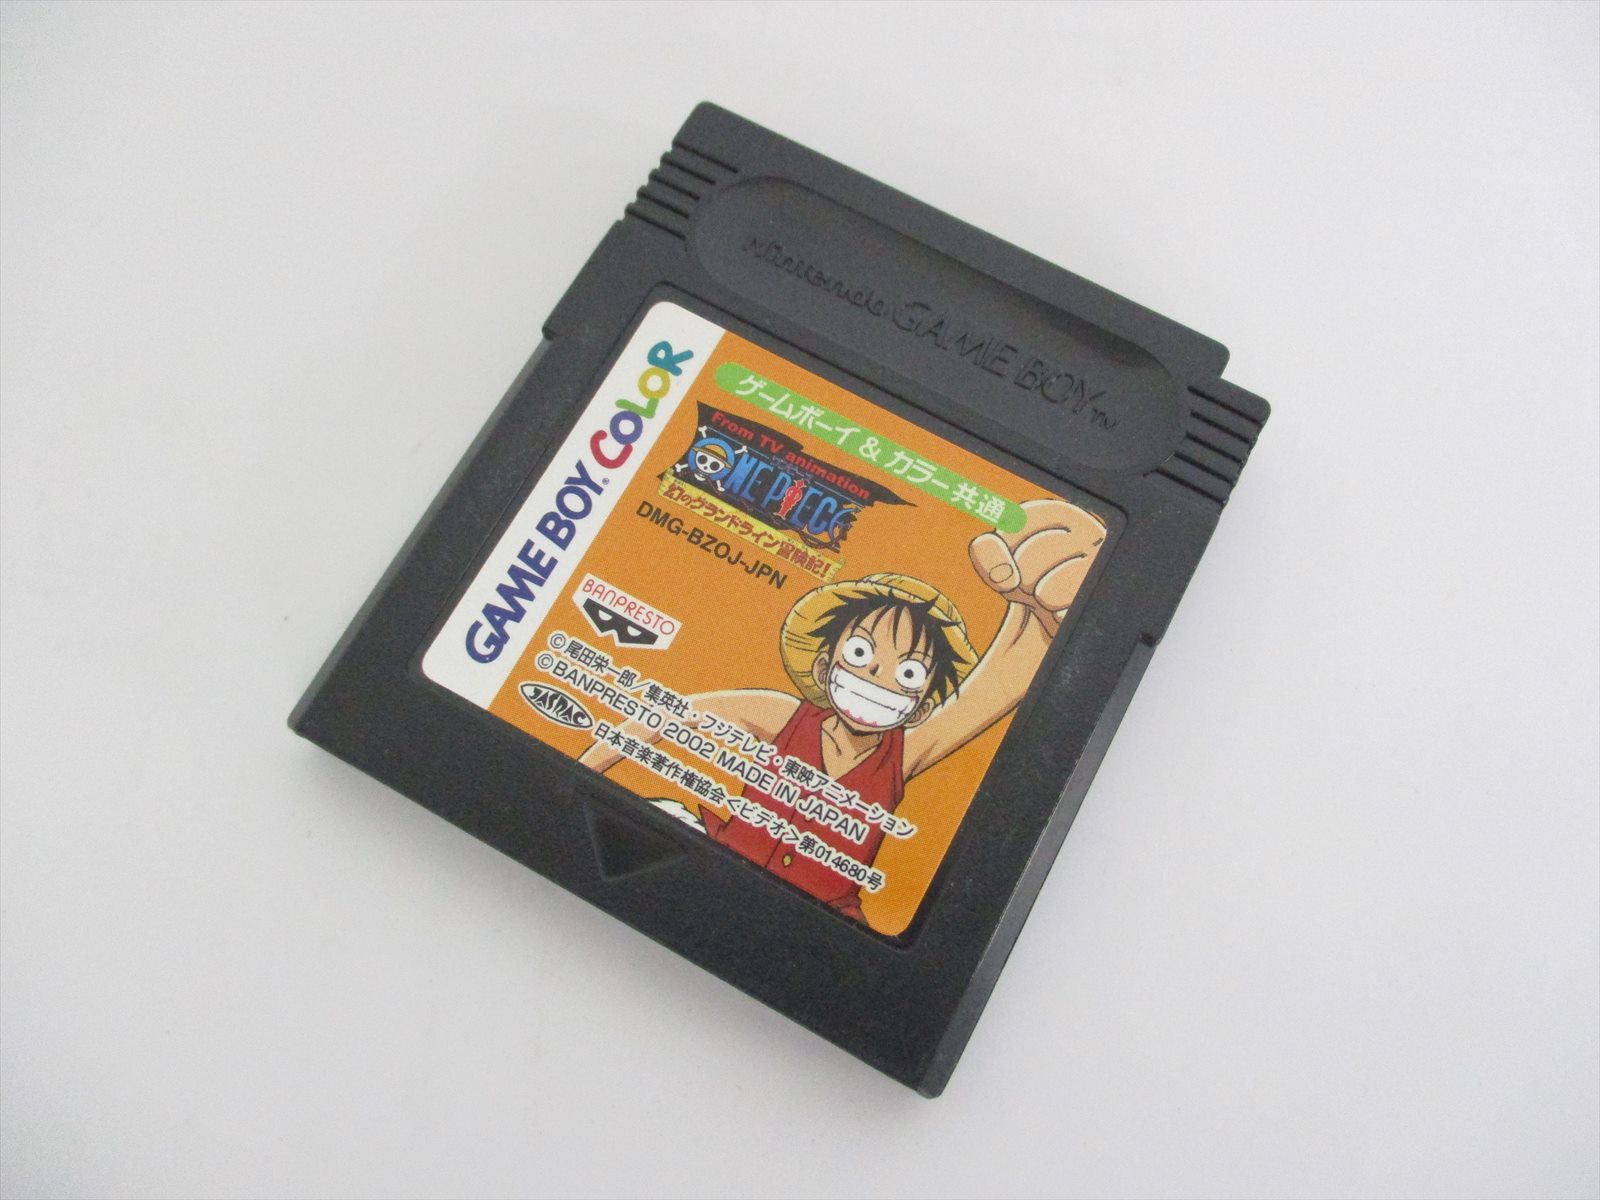 Nintendo GAME BOY TM
GAME BOY COLOR
ゲームボーイ & カラー 共通
From TV animation
ONE PIECE
幻のグランドライン冒険記!
DMG-BZOJ-JPN
BANPRESTO
©尾田栄一郎/集英社・フジテレビ・東映アニメーション
©BANPRESTO 2002 MADE IN JAPAN
JASRAC 日本音楽著作権協会<ビデオ>第014680号